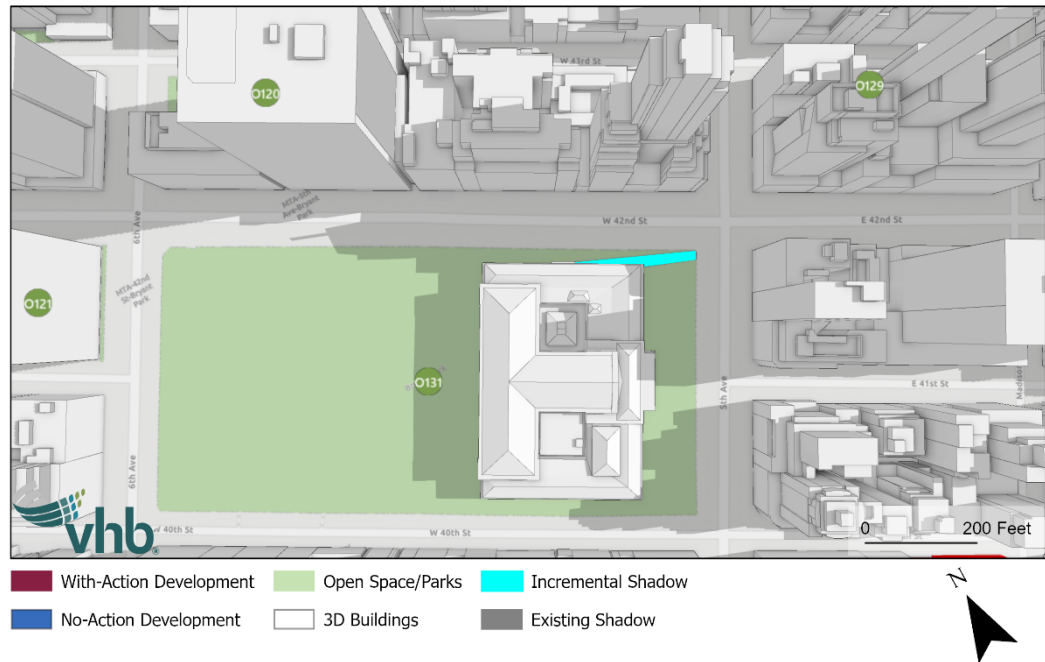 W 43rd St
O120
O129
MTA-5th
Ave-Bryant
Park
6th Ave
W 42nd St
E 42nd St
MTA-42nd
St-Bryant
Park
O121
O131
5th Ave
E 41st St
Madison
6th Ave
W 40th St
W 40th St
vhb®
0 200 Feet
With-Action Development Open Space/Parks Incremental Shadow
No-Action Development 3D Buildings Existing Shadow
N